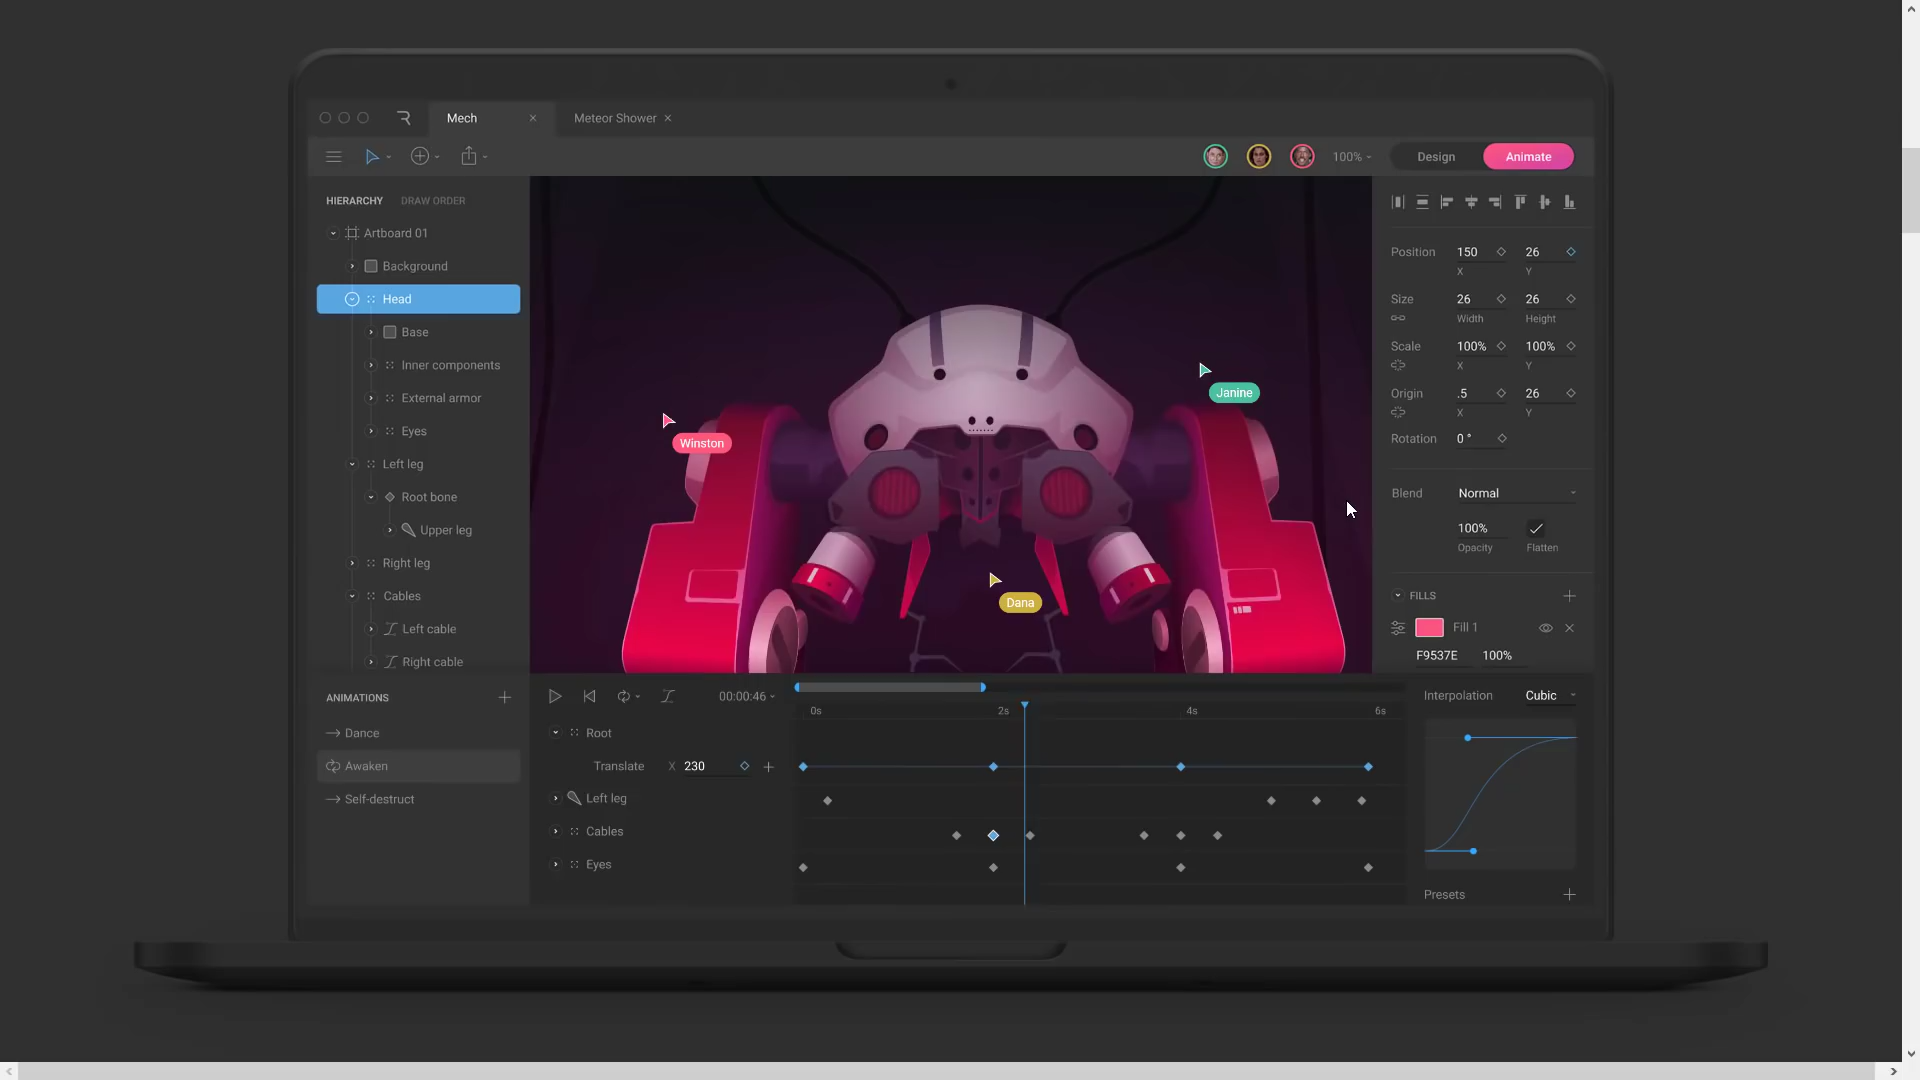 Mech
Meteor Shower
100%
Design
Animate
HIERARCHY
DRAW ORDER
Artboard 01
Background
Head
Base
Inner components
External armor
Eyes
Left leg
Root bone
Upper leg
Right leg
Cables
Left cable
Right cable
Winston
Janine
Dana
Position 150 26
X Y
Size 26 26
Width Height
Scale 100% 100%
X Y
Origin .5 26
X Y
Rotation 0°
Blend Normal
100%
Opacity Flatten
FILLS
Fill 1
F9537E 100%
ANIMATIONS
Dance
Awaken
Self-destruct
00:00:46
0s 2s 4s 6s
Root
Translate X 230
Left leg
Cables
Eyes
Interpolation Cubic
Presets